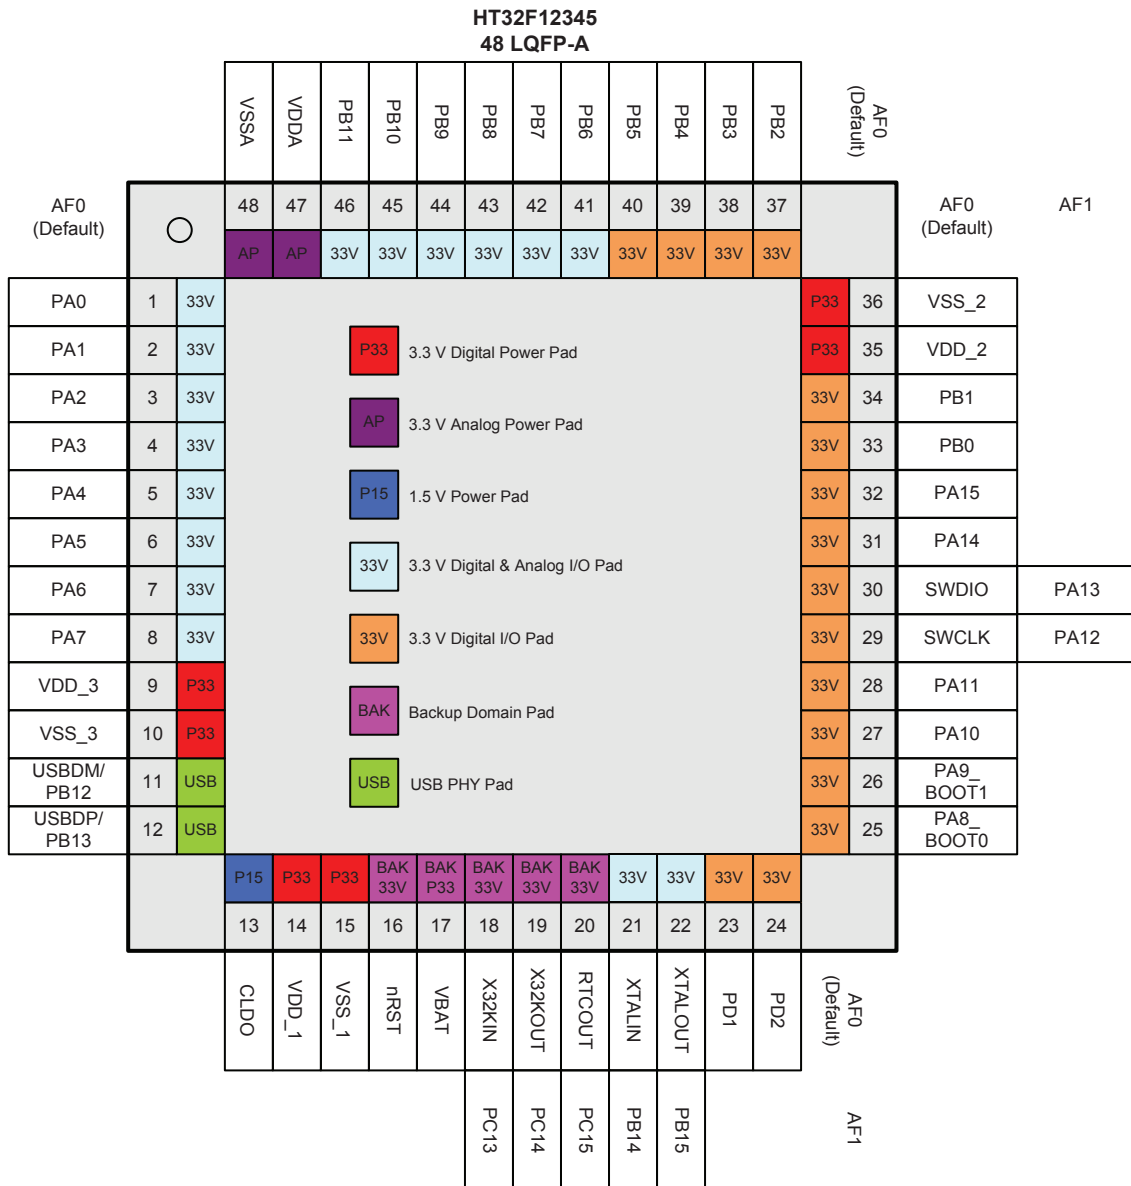 HT32F12345
48 LQFP-A
VSSA
VDDA
PB11
PB10
PB9
PB8
PB7
PB6
PB5
PB4
PB3
PB2
AF0
(Default)
AF0
(Default)
48 47 46 45 44 43 42 41 40 39 38 37
AP AP 33V 33V 33V 33V 33V 33V 33V 33V 33V 33V
AF0
(Default)
AF1
PA0 1 33V
PA1 2 33V
PA2 3 33V
PA3 4 33V
PA4 5 33V
PA5 6 33V
PA6 7 33V
PA7 8 33V
VDD_3 9 P33
VSS_3 10 P33
USBDM/
PB12
11 USB
USBDP/
PB13
12 USB
P33 3.3 V Digital Power Pad
AP 3.3 V Analog Power Pad
P15 1.5 V Power Pad
33V 3.3 V Digital & Analog I/O Pad
33V 3.3 V Digital I/O Pad
BAK Backup Domain Pad
USB USB PHY Pad
P33 36 VSS_2
P33 35 VDD_2
33V 34 PB1
33V 33 PB0
33V 32 PA15
33V 31 PA14
33V 30 SWDIO PA13
33V 29 SWCLK PA12
33V 28 PA11
33V 27 PA10
33V 26
PA9_
BOOT1
33V 25
PA8_
BOOT0
P15 P33 P33 BAK BAK BAK BAK BAK 33V 33V 33V 33V
33V P33 33V 33V 33V
13 14 15 16 17 18 19 20 21 22 23 24
CLDO
VDD_1
VSS_1
nRST
VBAT
X32KIN
X32KOUT
RTCOUT
XTALIN
XTALOUT
PD1
PD2
AF0
(Default)
PC13
PC14
PC15
PB14
PB15
AF1